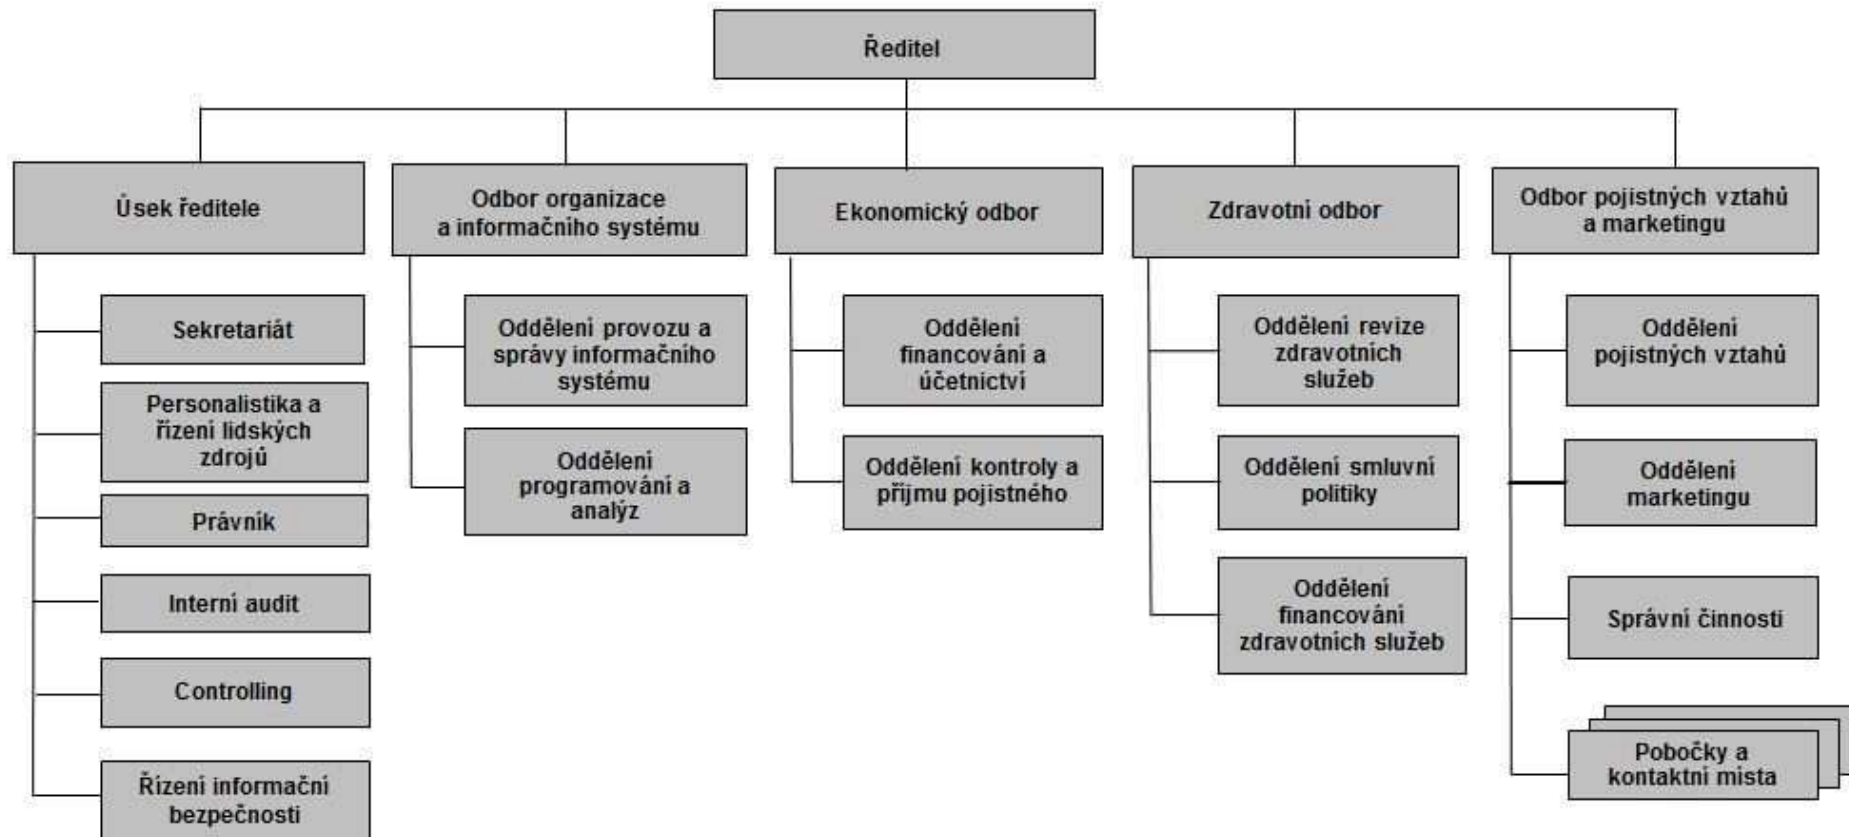 Ředitel
Úsek ředitele
Sekretariát
Personalistika a
řízení lidských
zdrojů
Právník
Interní audit
Controlling
Řízení informační
bezpečnosti
Odbor organizace
a informačního systému
Oddělení provozu a
správy informačního
systému
Oddělení
programování a
analýz
Ekonomický odbor
Oddělení
financování a
účetnictví
Oddělení kontroly a
příjmu pojistného
Zdravotní odbor
Oddělení revize
zdravotních
služeb
Oddělení smluvní
politiky
Oddělení
financování
zdravotních služeb
Odbor pojistných vztahů
a marketingu
Oddělení
pojistných vztahů
Oddělení
marketingu
Správní činnosti
Pobočky a
kontaktní místa